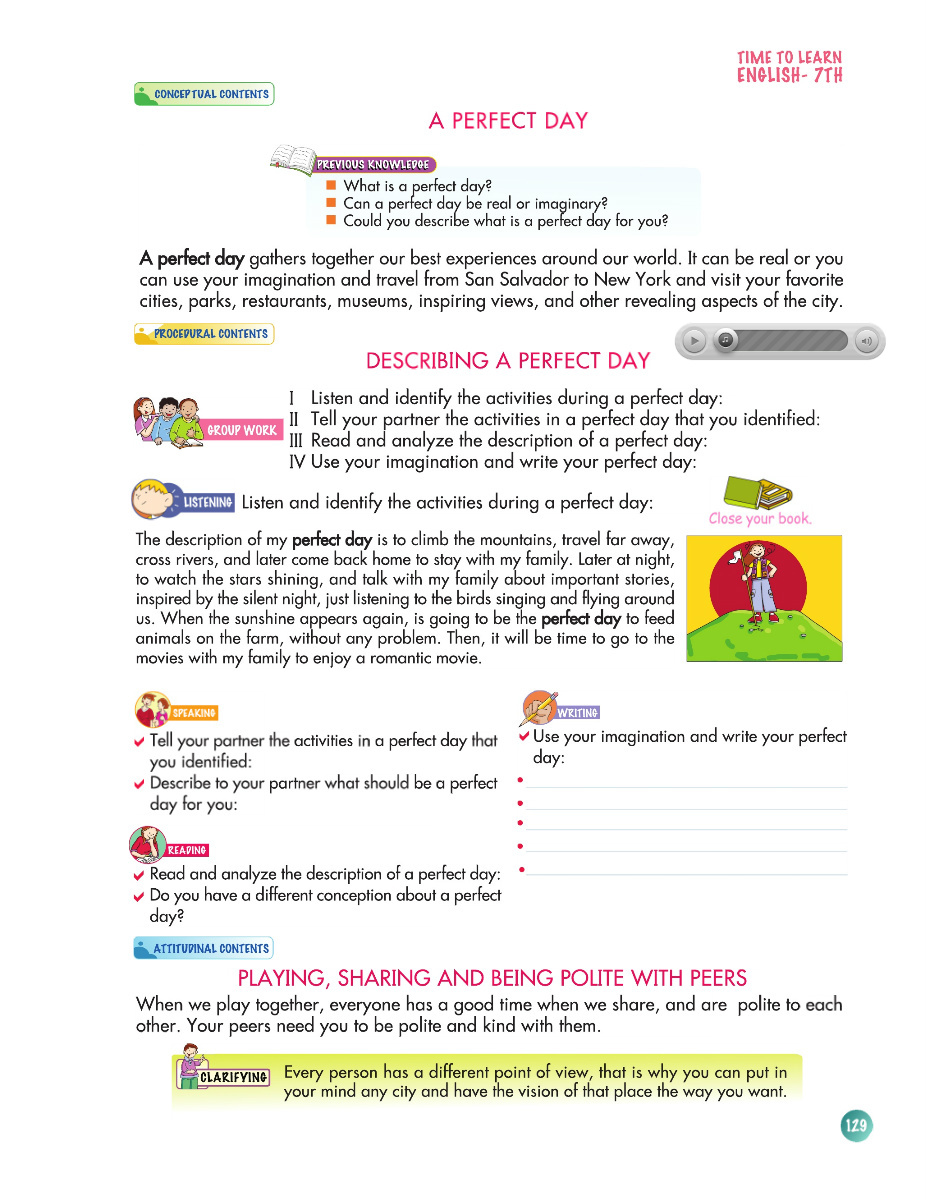 TIME TO LEARN
ENGLISH- 7TH
CONCEPTUAL CONTENTS
A PERFECT DAY
PREVIOUS KNOWLEDGE
What is a perfect day?
Can a perfect day be real or imaginary?
Could you describe what is a perfect day for you?
A perfect day gathers together our best experiences around our world. It can be real or you
can use your imagination and travel from San Salvador to New York and visit your favorite
cities, parks, restaurants, museums, inspiring views, and other revealing aspects of the city.
PROCEDURAL CONTENTS
DESCRIBING A PERFECT DAY
GROUP WORK
I Listen and identify the activities during a perfect day:
II Tell your partner the activities in a perfect day that you identified:
III Read and analyze the description of a perfect day:
IV Use your imagination and write your perfect day:
LISTENING Listen and identify the activities during a perfect day:
Close your book.
The description of my perfect day is to climb the mountains, travel far away,
cross rivers, and later come back home to stay with my family. Later at night,
to watch the stars shining, and talk with my family about important stories,
inspired by the silent night, just listening to the birds singing and flying around
us. When the sunshine appears again, is going to be the perfect day to feed
animals on the farm, without any problem. Then, it will be time to go to the
movies with my family to enjoy a romantic movie.
SPEAKING
Tell your partner the activities in a perfect day that
you identified:
Describe to your partner what should be a perfect
day for you:
READING
Read and analyze the description of a perfect day:
Do you have a different conception about a perfect
day?
WRITING
Use your imagination and write your perfect
day:
ATTITUDINAL CONTENTS
PLAYING, SHARING AND BEING POLITE WITH PEERS
When we play together, everyone has a good time when we share, and are polite to each
other. Your peers need you to be polite and kind with them.
CLARIFYING
Every person has a different point of view, that is why you can put in
your mind any city and have the vision of that place the way you want.
129